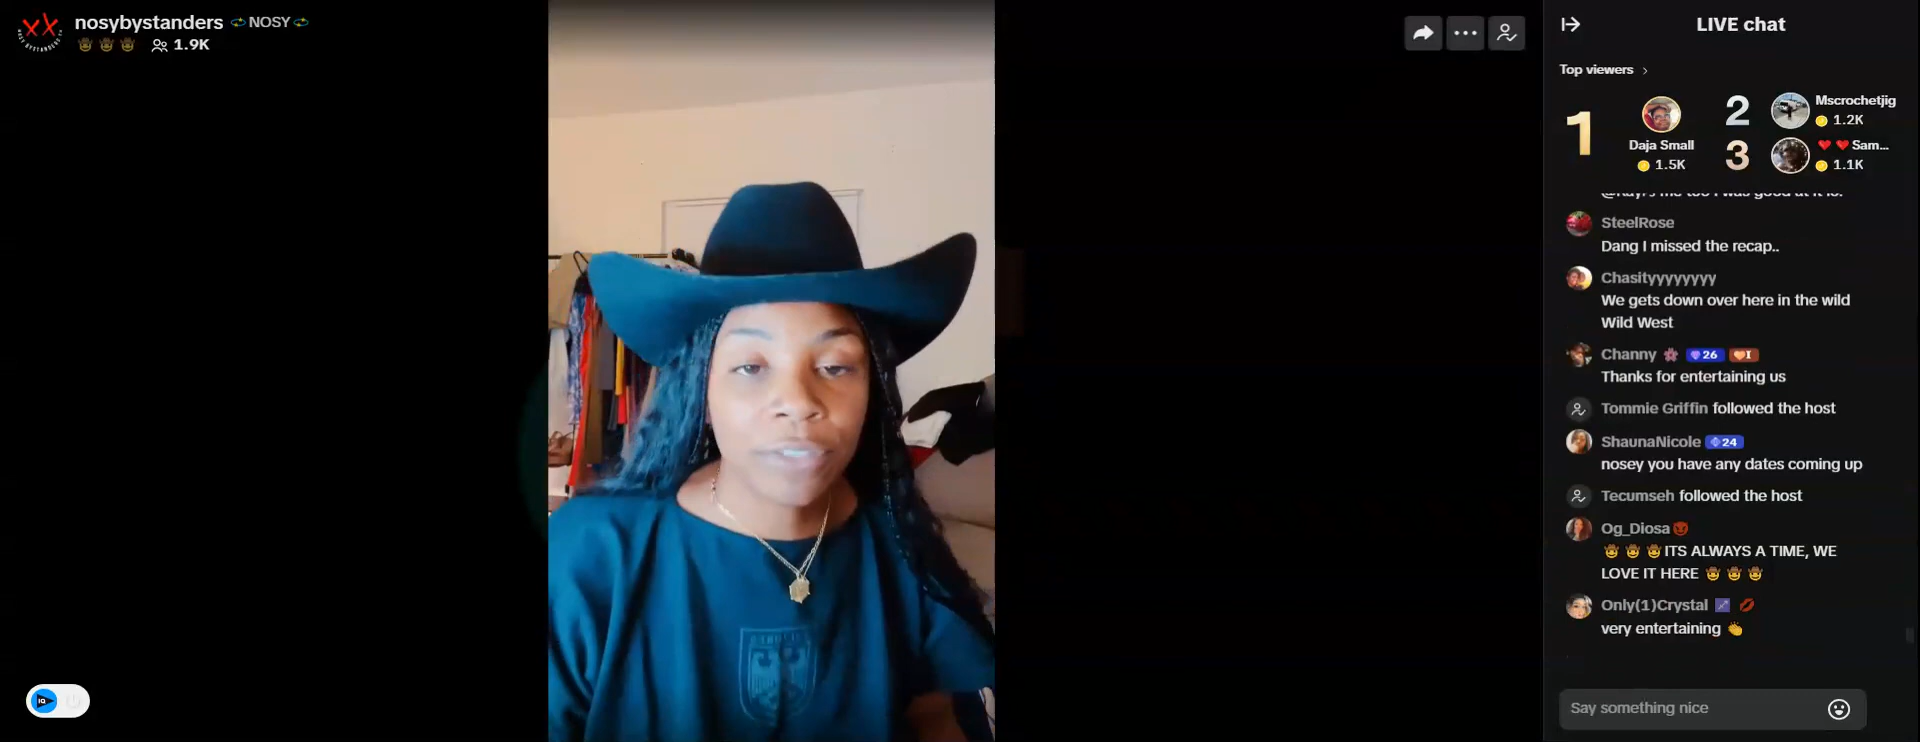 nosybystanders 💫NOSY💫
🤠 🤠 🤠 1.9K
LIVE chat
Top viewers >
1
Daja Small
1.5K
2
Mscrochetjig
1.2K
3
❤️ ❤️ Sam...
1.1K
SteelRose
Dang I missed the recap..
Chasityyyyyyyy
We gets down over here in the wild
Wild West
Channy 🌸 26 I
Thanks for entertaining us
Tommie Griffin followed the host
ShaunaNicole 24
nosey you have any dates coming up
Tecumseh followed the host
Og_Diosa😈
🤠 🤠 🤠ITS ALWAYS A TIME, WE
LOVE IT HERE 🤠 🤠 🤠
Only(1)Crystal ♐ 💋
very entertaining 👏
Say something nice